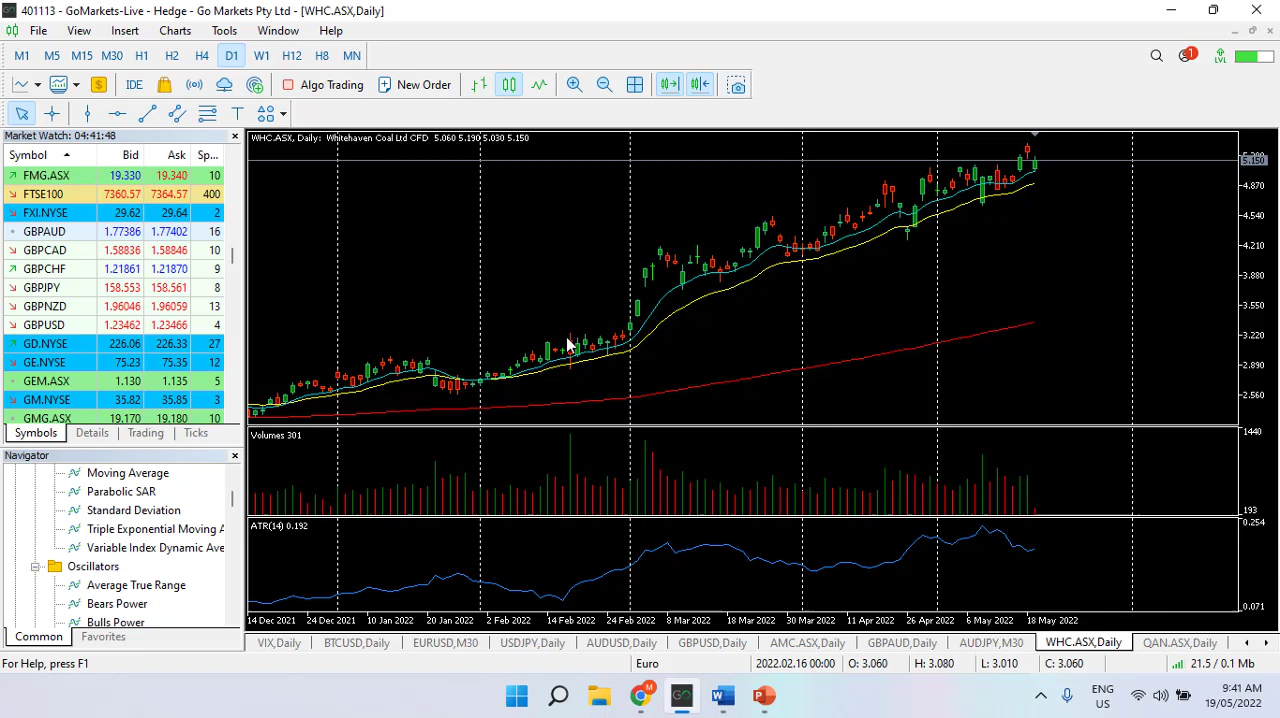 401113 - GoMarkets-Live - Hedge - Go Markets Pty Ltd - [WHC.ASX,Daily]
File View Insert Charts Tools Window Help
M1 M5 M15 M30 H1 H2 H4 D1 W1 H12 H8 MN
1 LVL
IDE Algo Trading New Order
Market Watch: 04:41:48
Symbol Bid Ask Sp...
FMG.ASX 19.330 19.340 10
FTSE100 7360.57 7364.57 400
FXI.NYSE 29.62 29.64 2
GBPAUD 1.77386 1.77402 16
GBPCAD 1.58836 1.58846 10
GBPCHF 1.21861 1.21870 9
GBPJPY 158.553 158.561 8
GBPNZD 1.96046 1.96059 13
GBPUSD 1.23462 1.23466 4
GD.NYSE 226.06 226.33 27
GE.NYSE 75.23 75.35 12
GEM.ASX 1.130 1.135 5
GM.NYSE 35.82 35.85 3
GMG.ASX 19.170 19.180 10
Symbols Details Trading Ticks
Navigator
Moving Average
Parabolic SAR
Standard Deviation
Triple Exponential Moving A
Variable Index Dynamic Ave
Oscillators
Average True Range
Bears Power
Bulls Power
Common Favorites
WHC.ASX, Daily: Whitehaven Coal Ltd CFD 5.060 5.190 5.030 5.150
5.150
4.870
4.540
4.210
3.880
3.550
3.220
2.890
2.560
Volumes 301
1440
193
ATR(14) 0.192
0.254
0.071
14 Dec 2021 24 Dec 2021 10 Jan 2022 20 Jan 2022 2 Feb 2022 14 Feb 2022 24 Feb 2022 8 Mar 2022 18 Mar 2022 30 Mar 2022 11 Apr 2022 26 Apr 2022 6 May 2022 18 May 2022
VIX,Daily BTCUSD,Daily EURUSD,M30 USDJPY,Daily AUDUSD,Daily GBPUSD,Daily AMC.ASX,Daily GBPAUD,Daily AUDJPY,M30 WHC.ASX,Daily QAN.ASX,Daily
For Help, press F1 Euro 2022.02.16 00:00 O: 3.060 H: 3.080 L: 3.010 C: 3.060 21.5 / 0.1 Mb
GO M W P
ENG
US
9:41 AM
19/05/2022